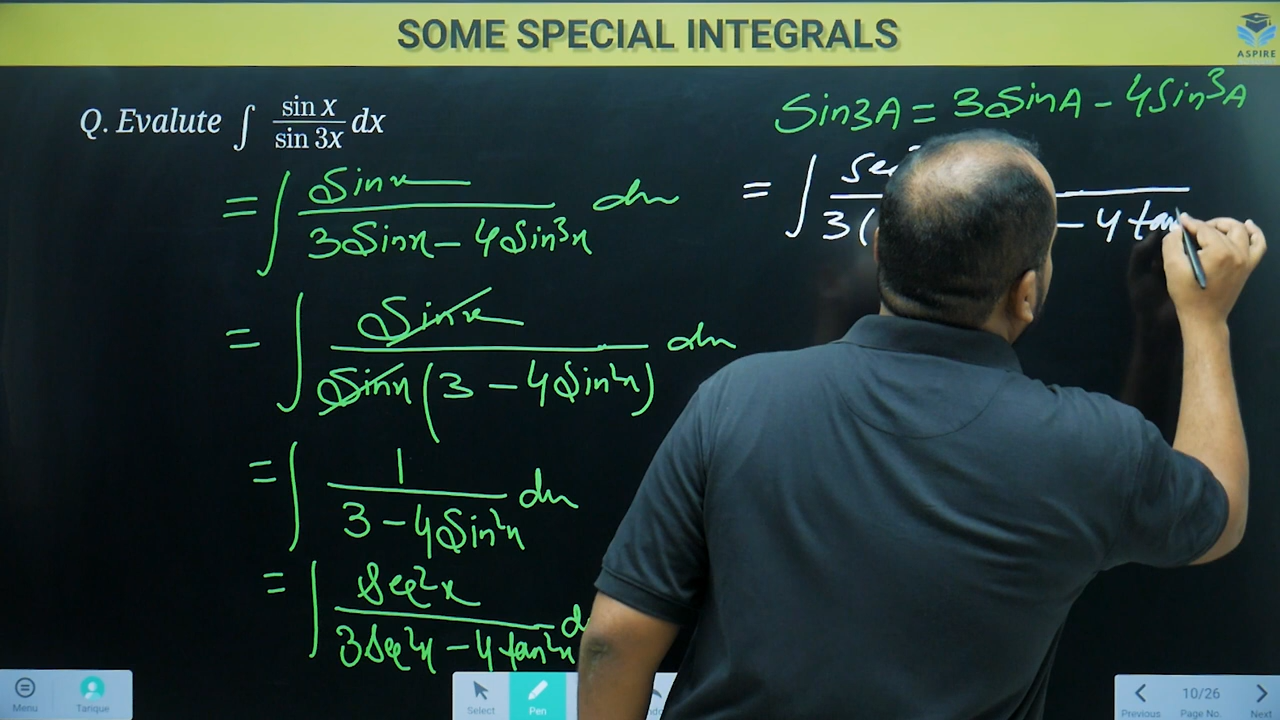 SOME SPECIAL INTEGRALS
ASPIRE
Q. Evalute ∫ sin x / sin 3x dx
Sin3A = 3SinA - 4Sin³A
= ∫ Sinx / 3Sinx - 4Sin³x dx
= ∫ Sinx / Sinx (3 - 4Sin²x) dx
= ∫ 1 / 3 - 4Sin²x dx
= ∫ Sec²x / 3Sec²x - 4tan²x
= ∫ / 3( - 4
Menu
Tarique
Select
Pen
Previous
10/26
Page No.
Next